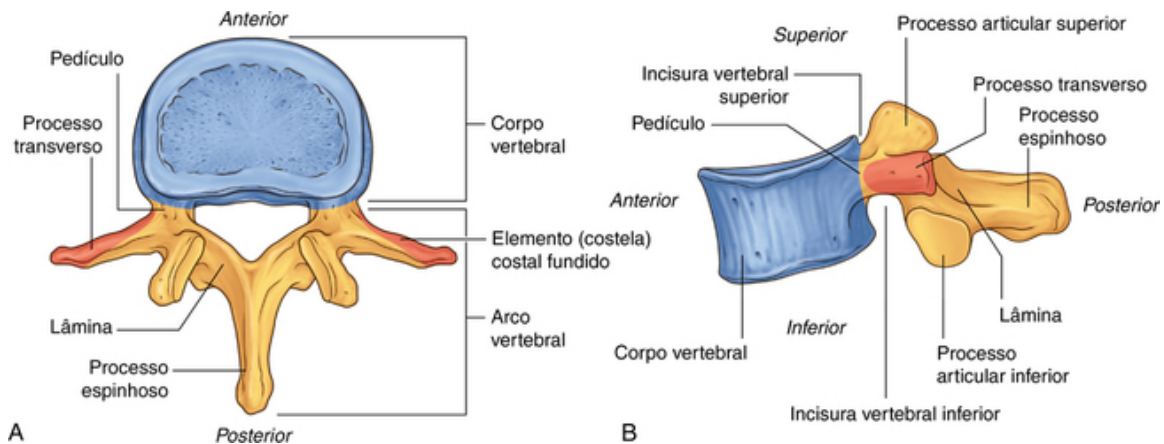 Anterior
Pedículo
Processo
transverso
Corpo
vertebral
Elemento (costela)
costal fundido
Lâmina
Arco
vertebral
Processo
espinhoso
A
Posterior
Superior
Processo articular superior
Incisura vertebral
superior
Processo transverso
Pedículo
Processo
espinhoso
Anterior
Posterior
Inferior
Lâmina
Corpo vertebral
Processo
articular inferior
Incisura vertebral inferior
B